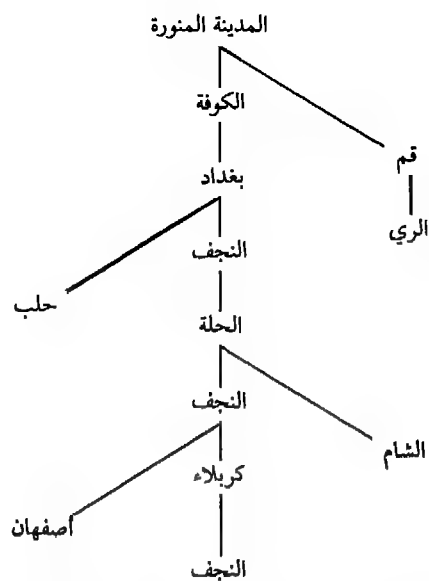 المدينة المنورة
الكوفة
قم
بغداد
الري
النجف
حلب
الحلة
النجف
الشام
كربلاء
أصفهان
النجف